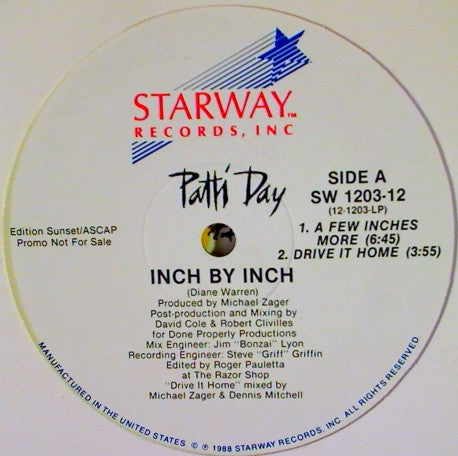 STARWAY™
RECORDS, INC
Patti Day
SIDE A
SW 1203-12
(12-1203-LP)
1. A FEW INCHES
MORE (6:45)
2. DRIVE IT HOME (3:55)
Edition Sunset/ASCAP
Promo Not For Sale
INCH BY INCH
(Diane Warren)
Produced by Michael Zager
Post-production and Mixing by
David Cole & Robert Clivilles
for Done Properly Productions
Mix Engineer: Jim "Bonzai" Lyon
Recording Engineer: Steve "Griff" Griffin
Edited by Roger Pauletta
at The Razor Shop
"Drive It Home" mixed by
Michael Zager & Dennis Mitchell
MANUFACTURED IN THE UNITED STATES. © ℗ 1988 STARWAY RECORDS, INC. ALL RIGHTS RESERVED